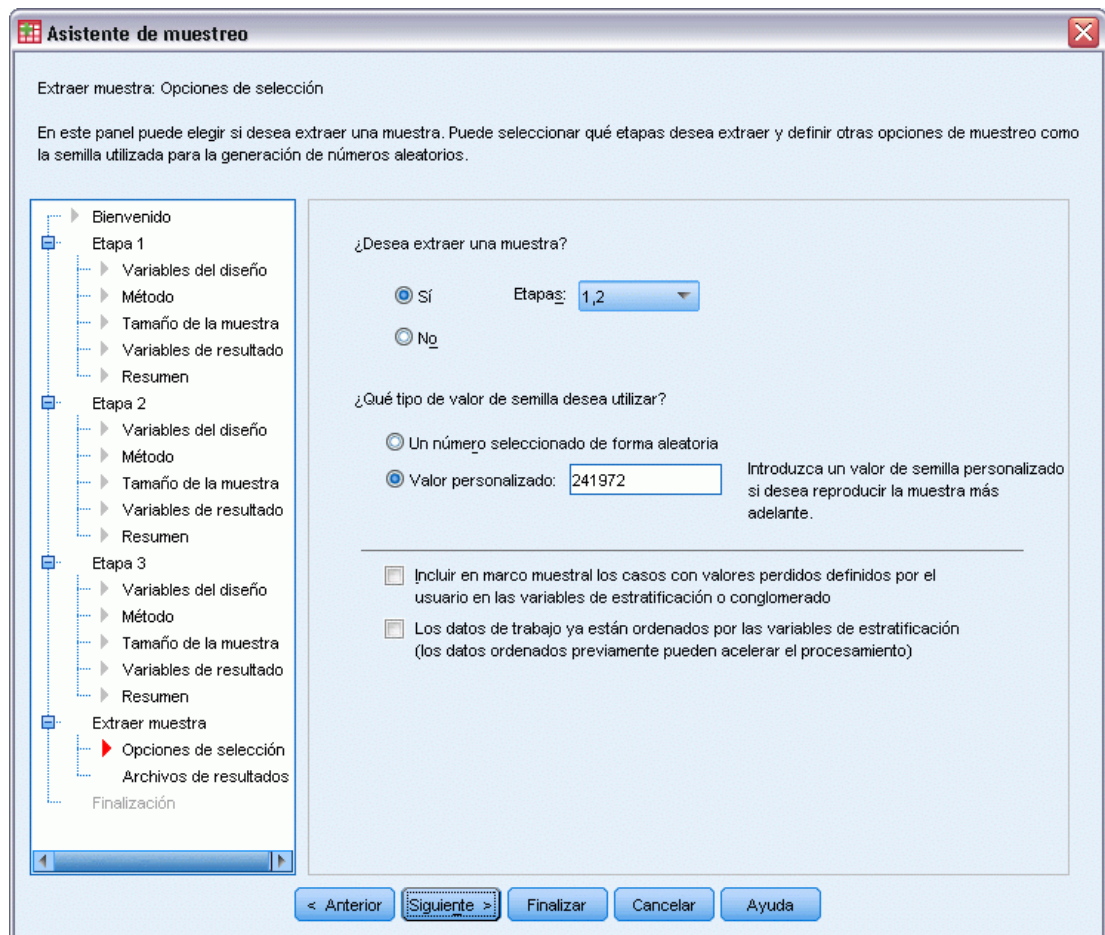 Asistente de muestreo
Extraer muestra: Opciones de selección
En este panel puede elegir si desea extraer una muestra. Puede seleccionar qué etapas desea extraer y definir otras opciones de muestreo como
la semilla utilizada para la generación de números aleatorios.
Bienvenido
Etapa 1
Variables del diseño
Método
Tamaño de la muestra
Variables de resultado
Resumen
Etapa 2
Variables del diseño
Método
Tamaño de la muestra
Variables de resultado
Resumen
Etapa 3
Variables del diseño
Método
Tamaño de la muestra
Variables de resultado
Resumen
Extraer muestra
Opciones de selección
Archivos de resultados
Finalización
¿Desea extraer una muestra?
Sí Etapas: 1,2
No
¿Qué tipo de valor de semilla desea utilizar?
Un número seleccionado de forma aleatoria
Valor personalizado: 241972
Introduzca un valor de semilla personalizado
si desea reproducir la muestra más
adelante.
Incluir en marco muestral los casos con valores perdidos definidos por el
usuario en las variables de estratificación o conglomerado
Los datos de trabajo ya están ordenados por las variables de estratificación
(los datos ordenados previamente pueden acelerar el procesamiento)
< Anterior Siguiente > Finalizar Cancelar Ayuda